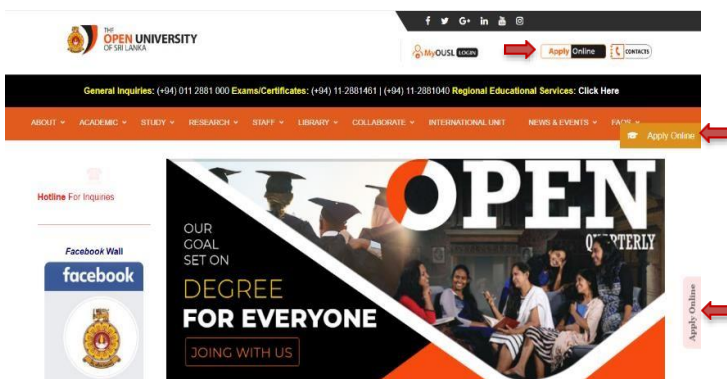 THE
OPEN UNIVERSITY
OF SRI LANKA
MyOUSL LOGIN
Apply Online
CONTACTS
General Inquiries: (+94) 011 2881 000 Exams/Certificates: (+94) 11-2881461 | (+94) 11-2881040 Regional Educational Services: Click Here
ABOUT ACADEMIC STUDY RESEARCH STAFF LIBRARY COLLABORATE INTERNATIONAL UNIT NEWS & EVENTS FAQS
Apply Online
Hotline For Inquiries
Facebook Wall
facebook
OUR
GOAL
SET ON
DEGREE
FOR EVERYONE
JOING WITH US
OPEN
QUARTERLY
Apply Online